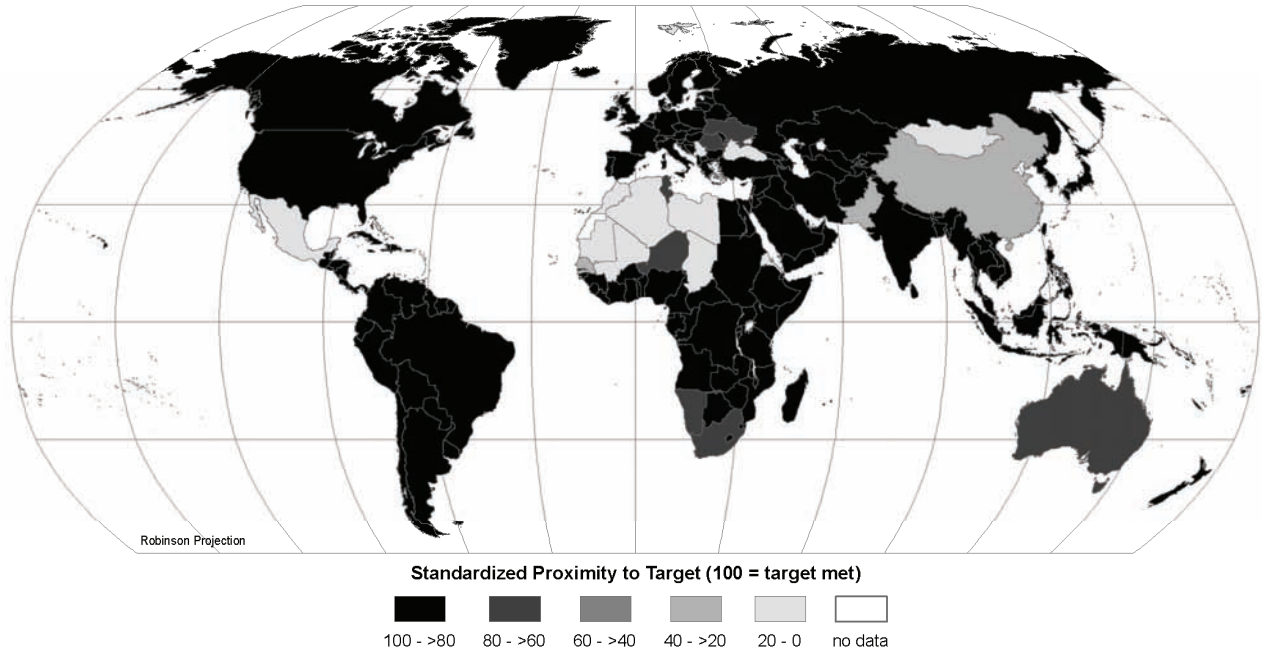 Robinson Projection
Standardized Proximity to Target (100 = target met)
100 - >80 80 - >60 60 - >40 40 - >20 20 - 0 no data